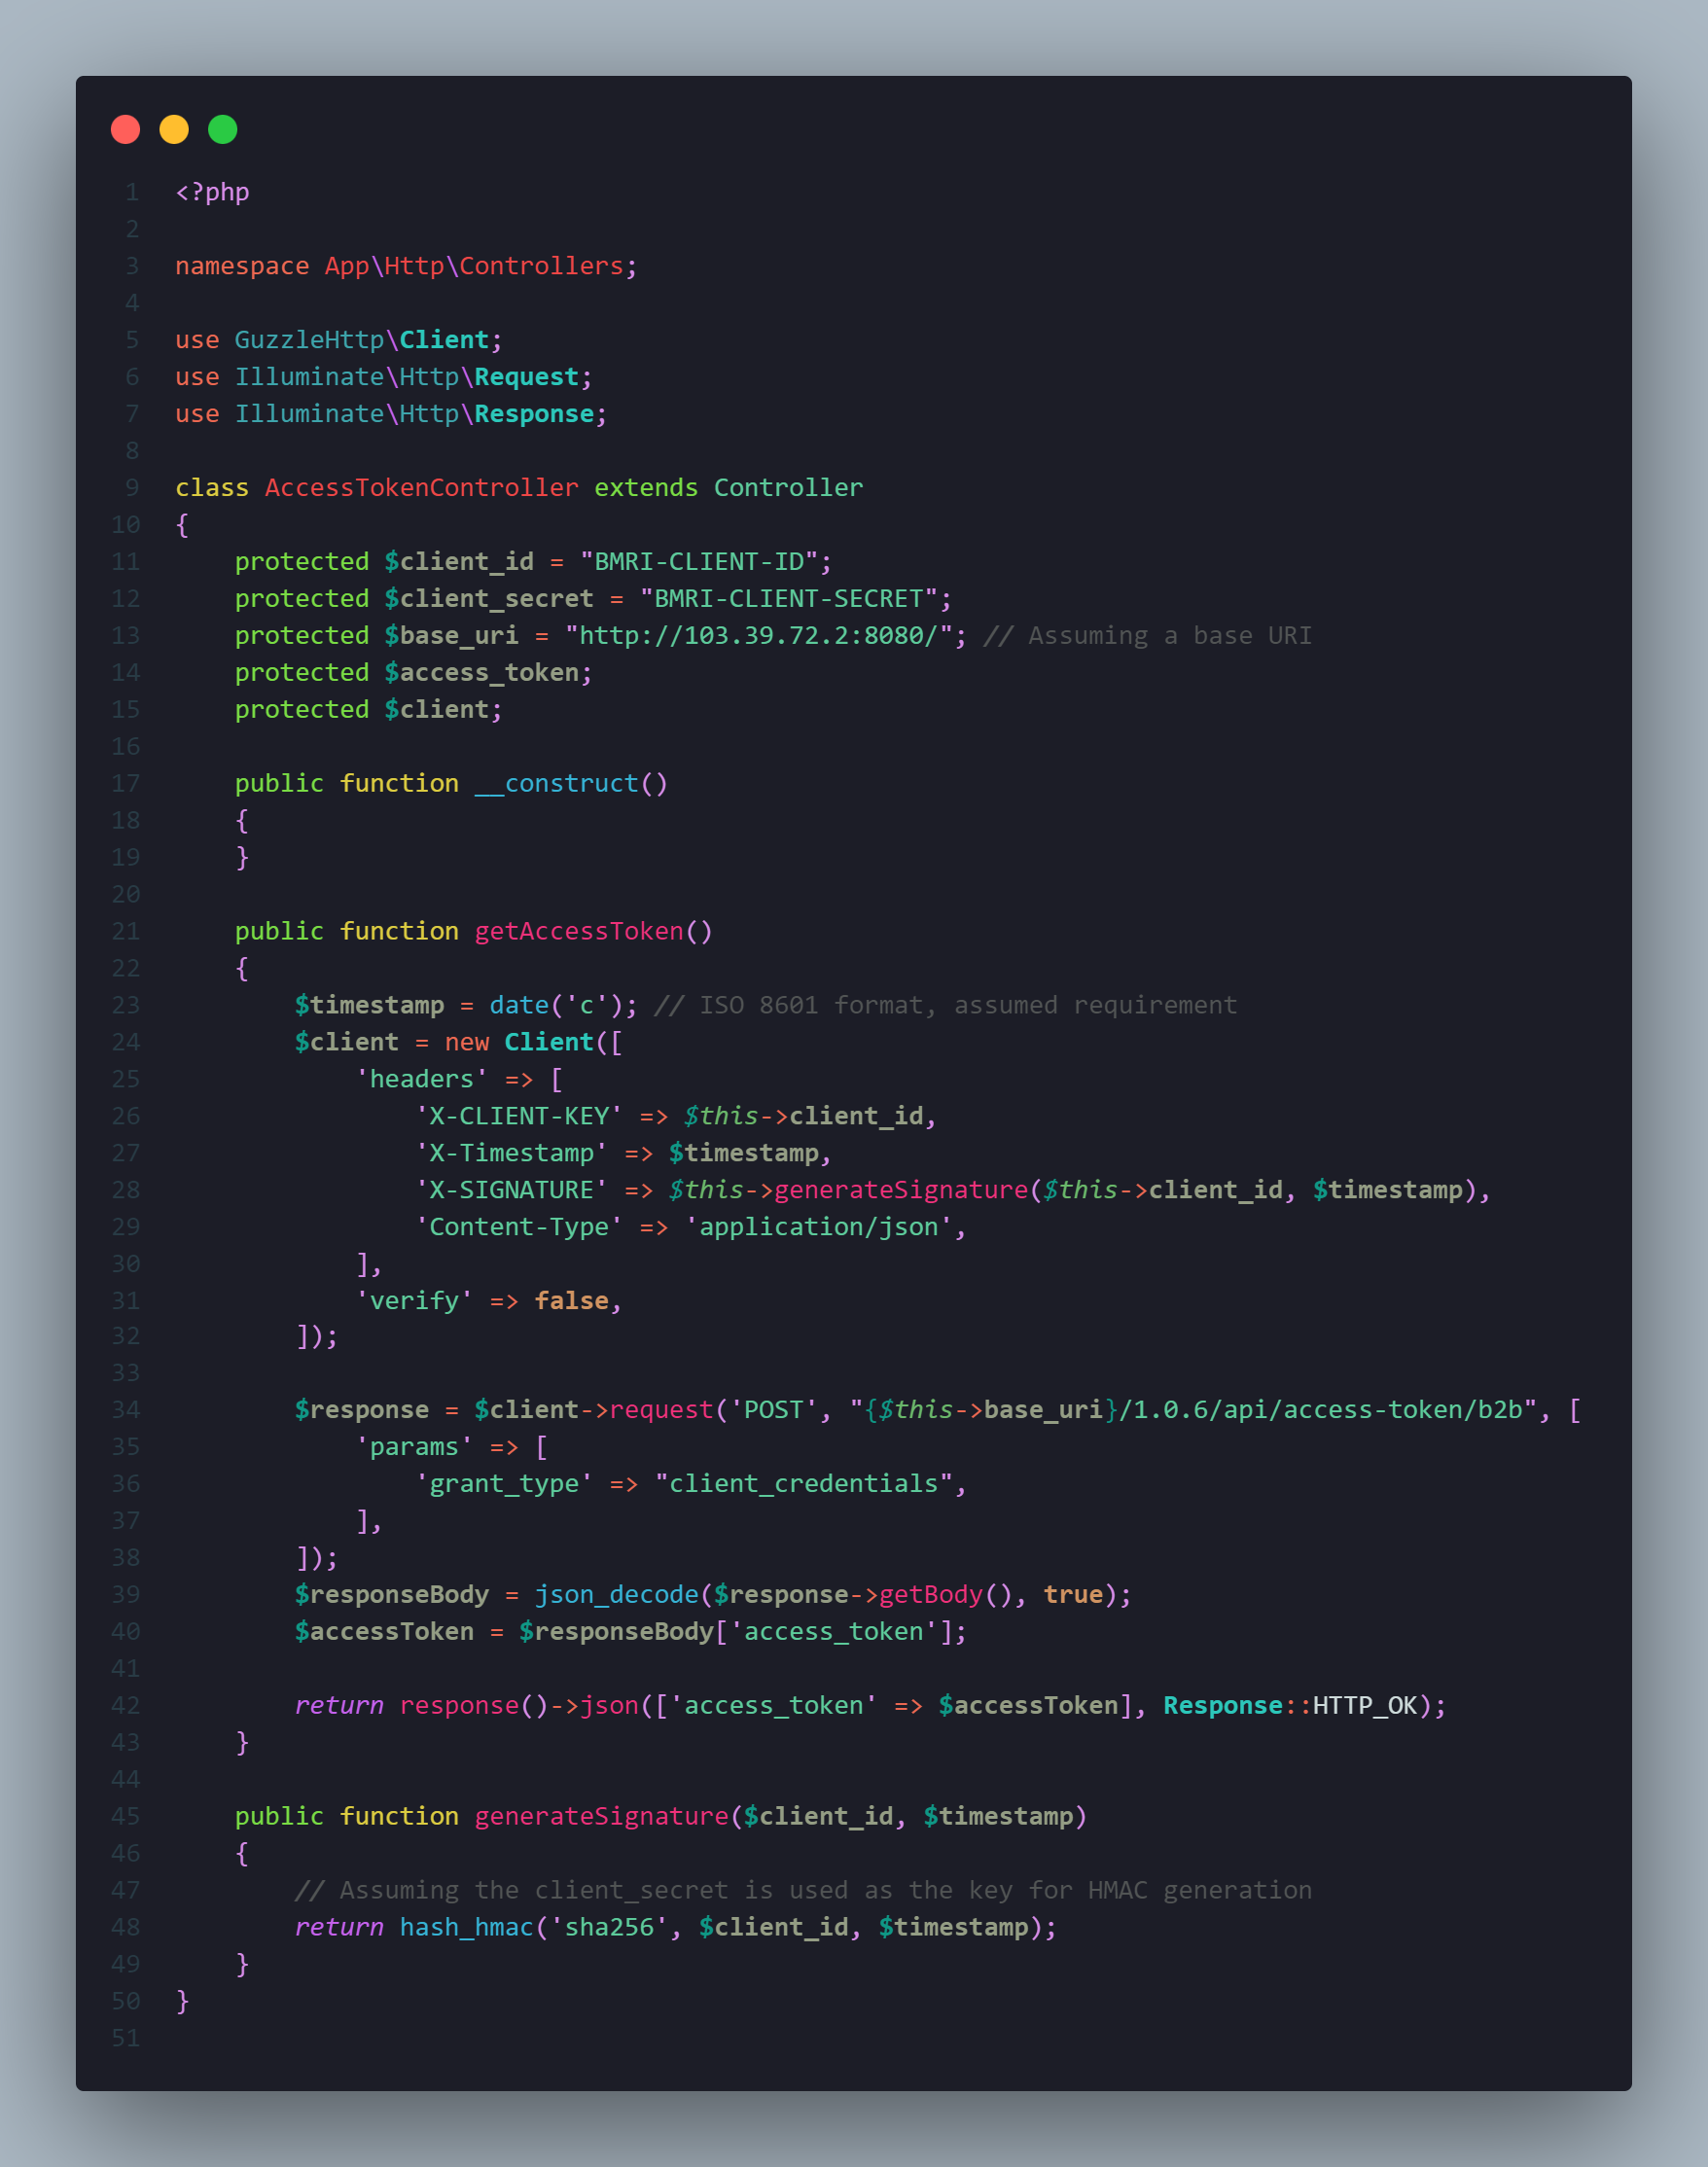 1 <?php
2
3 namespace App\Http\Controllers;
4
5 use GuzzleHttp\Client;
6 use Illuminate\Http\Request;
7 use Illuminate\Http\Response;
8
9 class AccessTokenController extends Controller
10 {
11     protected $client_id = "BMRI-CLIENT-ID";
12     protected $client_secret = "BMRI-CLIENT-SECRET";
13     protected $base_uri = "http://103.39.72.2:8080/"; // Assuming a base URI
14     protected $access_token;
15     protected $client;
16
17     public function __construct()
18     {
19     }
20
21     public function getAccessToken()
22     {
23         $timestamp = date('c'); // ISO 8601 format, assumed requirement
24         $client = new Client([
25             'headers' => [
26                 'X-CLIENT-KEY' => $this->client_id,
27                 'X-Timestamp' => $timestamp,
28                 'X-SIGNATURE' => $this->generateSignature($this->client_id, $timestamp),
29                 'Content-Type' => 'application/json',
30             ],
31             'verify' => false,
32         ]);
33
34         $response = $client->request('POST', "{$this->base_uri}/1.0.6/api/access-token/b2b", [
35             'params' => [
36                 'grant_type' => "client_credentials",
37             ],
38         ]);
39         $responseBody = json_decode($response->getBody(), true);
40         $accessToken = $responseBody['access_token'];
41
42         return response()->json(['access_token' => $accessToken], Response::HTTP_OK);
43     }
44
45     public function generateSignature($client_id, $timestamp)
46     {
47         // Assuming the client_secret is used as the key for HMAC generation
48         return hash_hmac('sha256', $client_id, $timestamp);
49     }
50 }
51